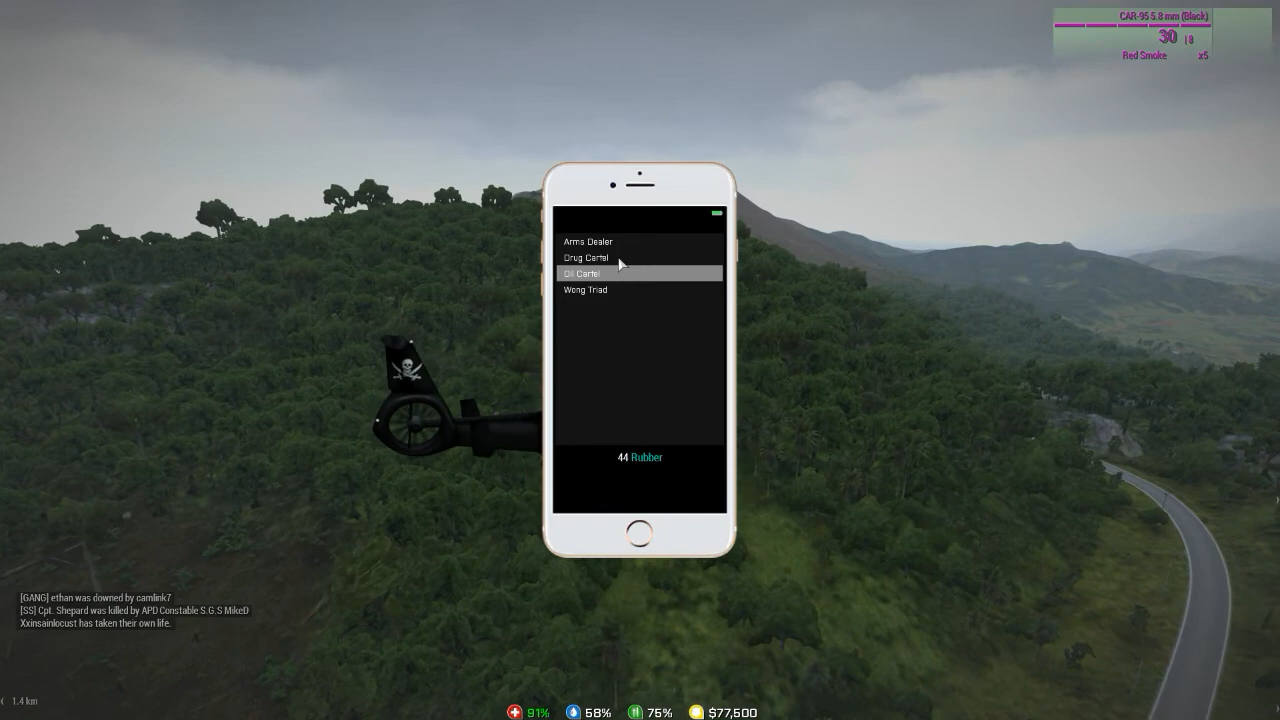 CAR-95 5.8 mm (Black)
30 | 8
Red Smoke x5
Arms Dealer
Drug Cartel
Oil Cartel
Wong Triad
44 Rubber
[GANG] ethan was downed by camlink7
[SS] Cpt. Shepard was killed by APD Constable S.G.S MikeD
Xxinsainlocust has taken their own life.
1.4 km
91% 58% 75% $77,500